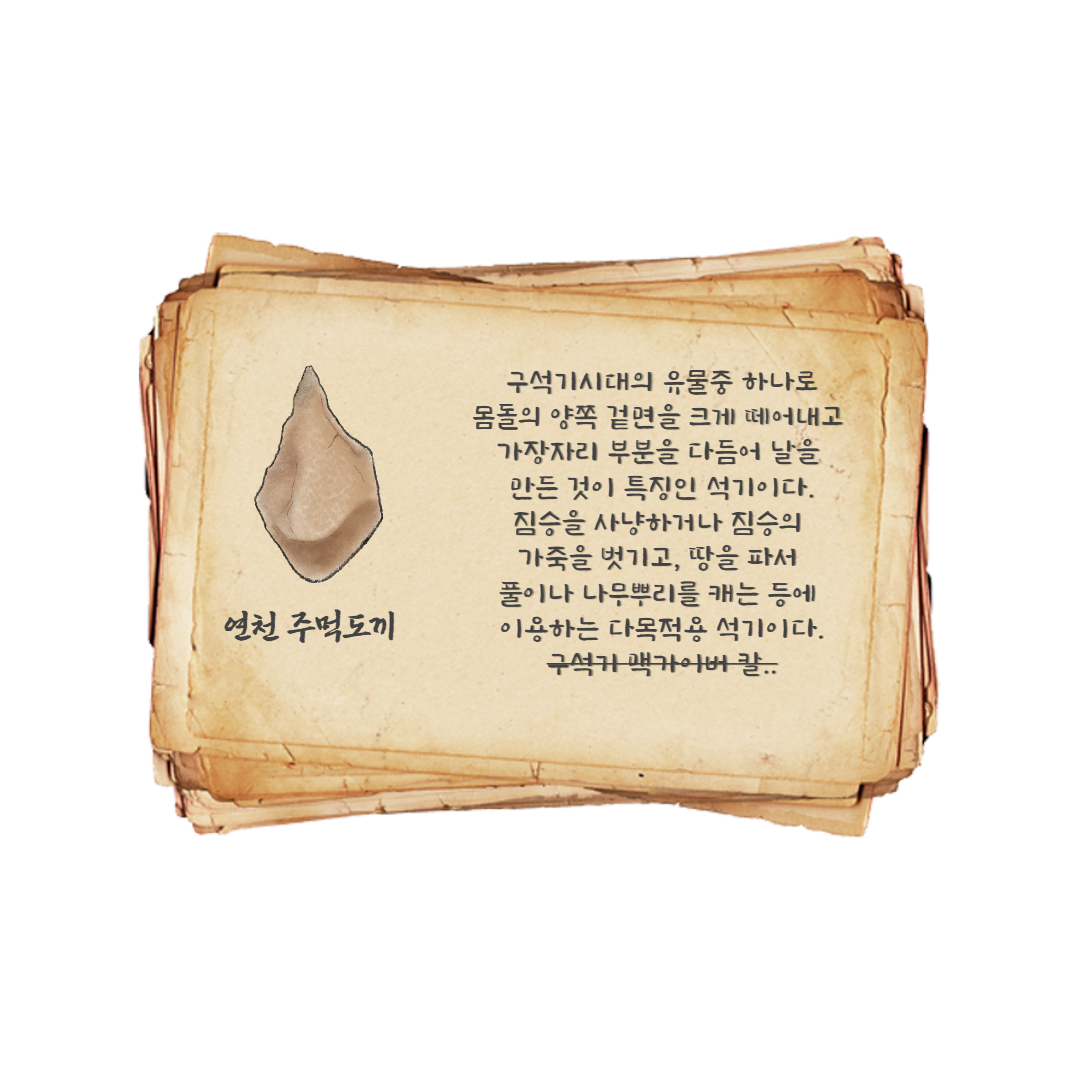 연천 주먹도끼
구석기시대의 유물중 하나로
몸돌의 양쪽 겉면을 크게 떼어내고
가장자리 부분을 다듬어 날을
만든 것이 특징인 석기이다.
짐승을 사냥하거나 짐승의
가죽을 벗기고, 땅을 파서
풀이나 나무뿌리를 캐는 등에
이용하는 다목적용 석기이다.
구석기 맥가이버 칼..